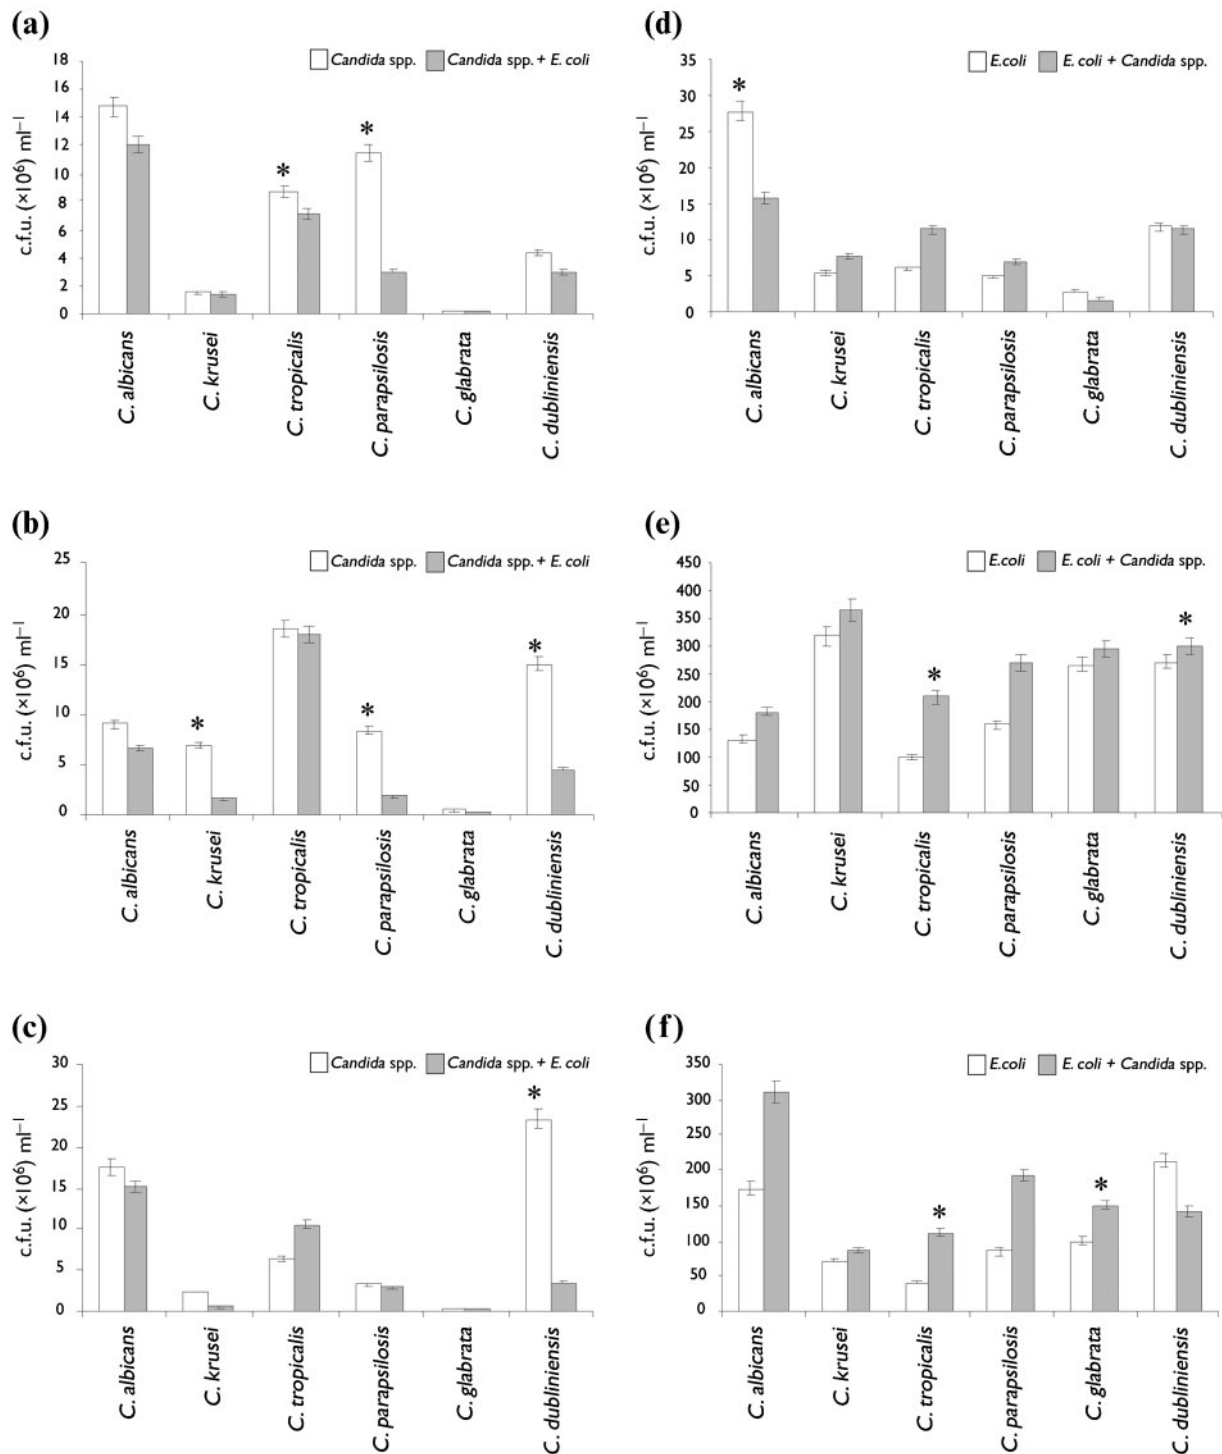 (a)
Candida spp. Candida spp. + E. coli
c.f.u. (×10⁶) ml⁻¹
18
16
14
12
10
8
6
4
2
0
* *
C. albicans
C. krusei
C. tropicalis
C. parapsilosis
C. glabrata
C. dubliniensis
(d)
E.coli E. coli + Candida spp.
c.f.u. (×10⁶) ml⁻¹
35
30
25
20
15
10
5
0
*
C. albicans
C. krusei
C. tropicalis
C. parapsilosis
C. glabrata
C. dubliniensis
(b)
Candida spp. Candida spp. + E. coli
c.f.u. (×10⁶) ml⁻¹
25
20
15
10
5
0
* * *
C. albicans
C. krusei
C. tropicalis
C. parapsilosis
C. glabrata
C. dubliniensis
(e)
E.coli E. coli + Candida spp.
c.f.u. (×10⁶) ml⁻¹
450
400
350
300
250
200
150
100
50
0
* *
C. albicans
C. krusei
C. tropicalis
C. parapsilosis
C. glabrata
C. dubliniensis
(c)
Candida spp. Candida spp. + E. coli
c.f.u. (×10⁶) ml⁻¹
30
25
20
15
10
5
0
*
C. albicans
C. krusei
C. tropicalis
C. parapsilosis
C. glabrata
C. dubliniensis
(f)
E.coli E. coli + Candida spp.
c.f.u. (×10⁶) ml⁻¹
350
300
250
200
150
100
50
0
* *
C. albicans
C. krusei
C. tropicalis
C. parapsilosis
C. glabrata
C. dubliniensis